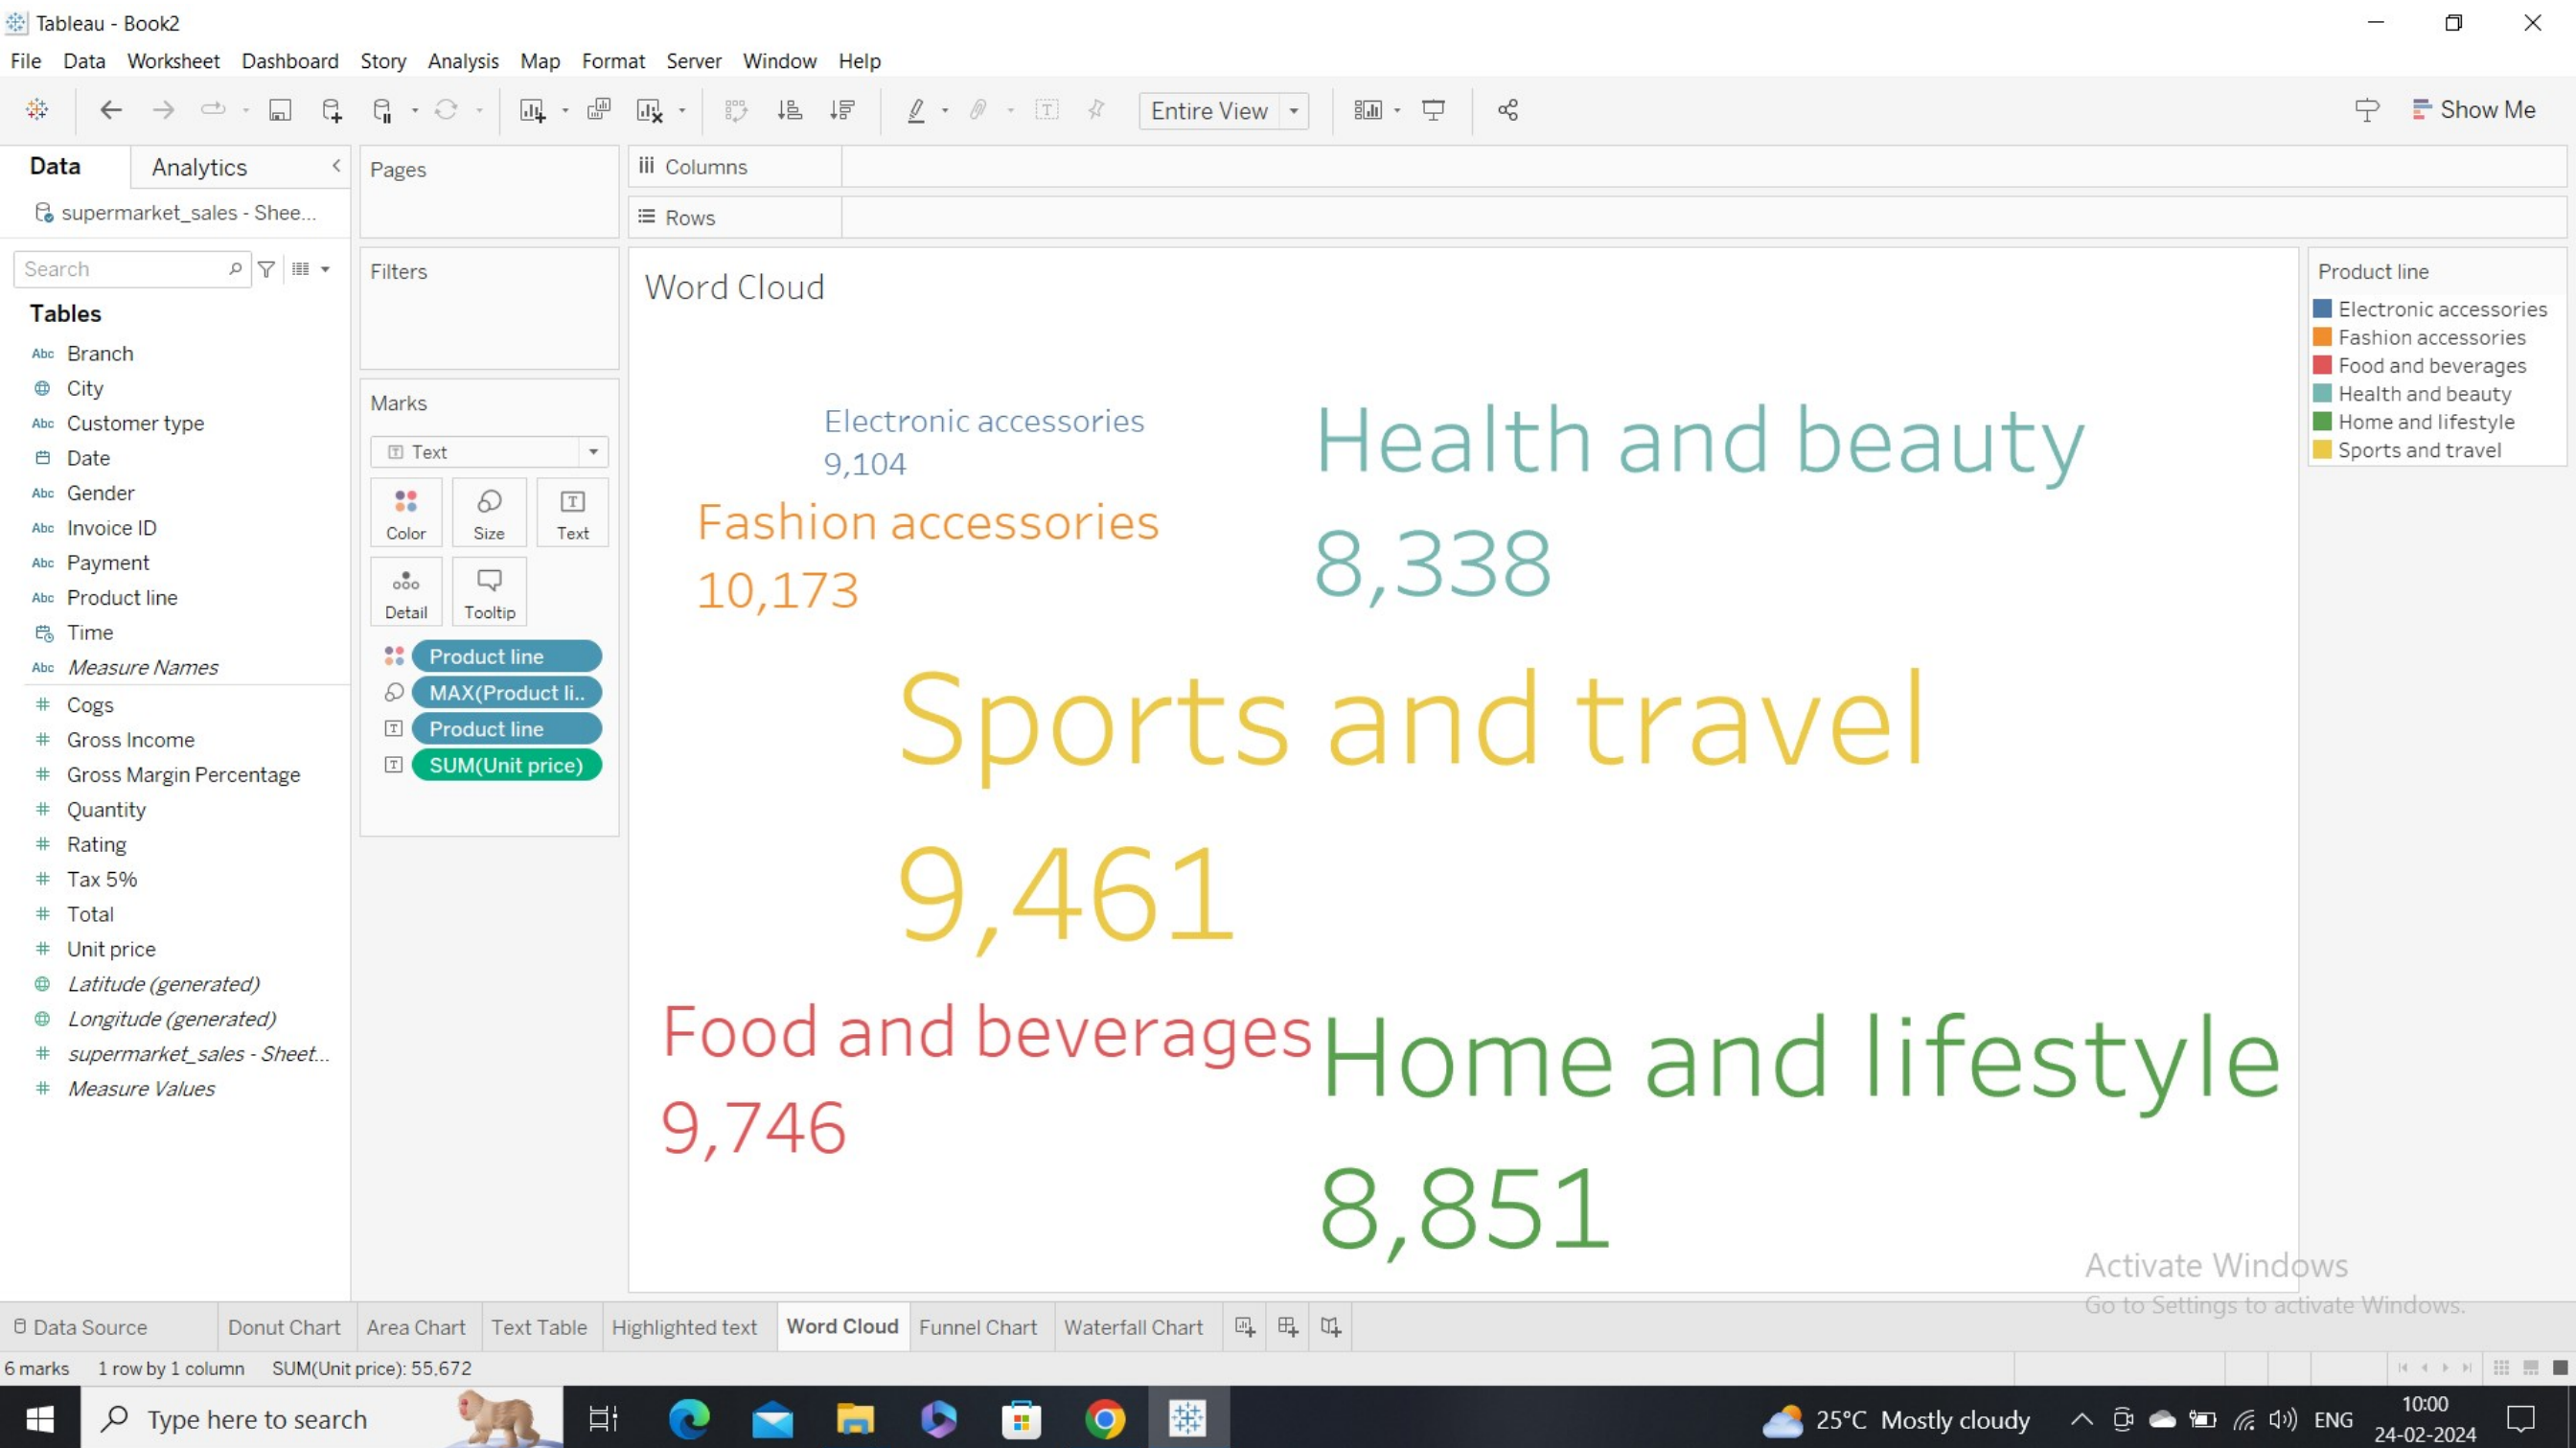 Tableau - Book2
File Data Worksheet Dashboard Story Analysis Map Format Server Window Help
Entire View
Show Me
Data
Analytics
supermarket_sales - Shee...
Search
Tables
Abc Branch
City
Abc Customer type
Date
Abc Gender
Abc Invoice ID
Abc Payment
Abc Product line
Time
Abc Measure Names
# Cogs
# Gross Income
# Gross Margin Percentage
# Quantity
# Rating
# Tax 5%
# Total
# Unit price
Latitude (generated)
Longitude (generated)
# supermarket_sales - Sheet...
# Measure Values
Pages
Filters
Marks
T Text
Color Size T Text
Detail Tooltip
Product line
MAX(Product li..
T Product line
T SUM(Unit price)
iii Columns
Rows
Word Cloud
Electronic accessories
9,104
Fashion accessories
10,173
Health and beauty
8,338
Sports and travel
9,461
Food and beverages
9,746
Home and lifestyle
8,851
Product line
Electronic accessories
Fashion accessories
Food and beverages
Health and beauty
Home and lifestyle
Sports and travel
Activate Windows
Go to Settings to activate Windows.
Data Source Donut Chart Area Chart Text Table Highlighted text Word Cloud Funnel Chart Waterfall Chart
6 marks 1 row by 1 column SUM(Unit price): 55,672
Type here to search
25°C Mostly cloudy
ENG
10:00
24-02-2024